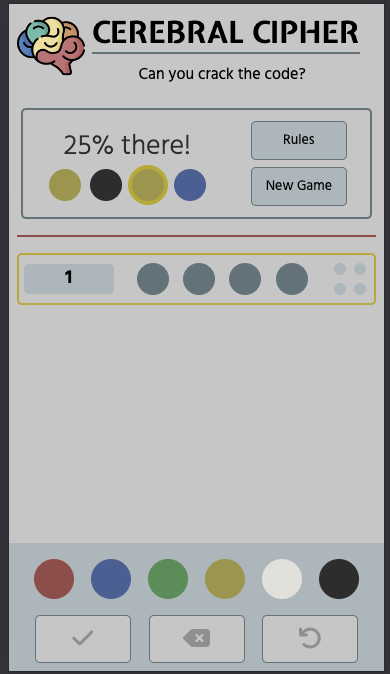 CEREBRAL CIPHER
Can you crack the code?
25% there!
Rules
New Game
1